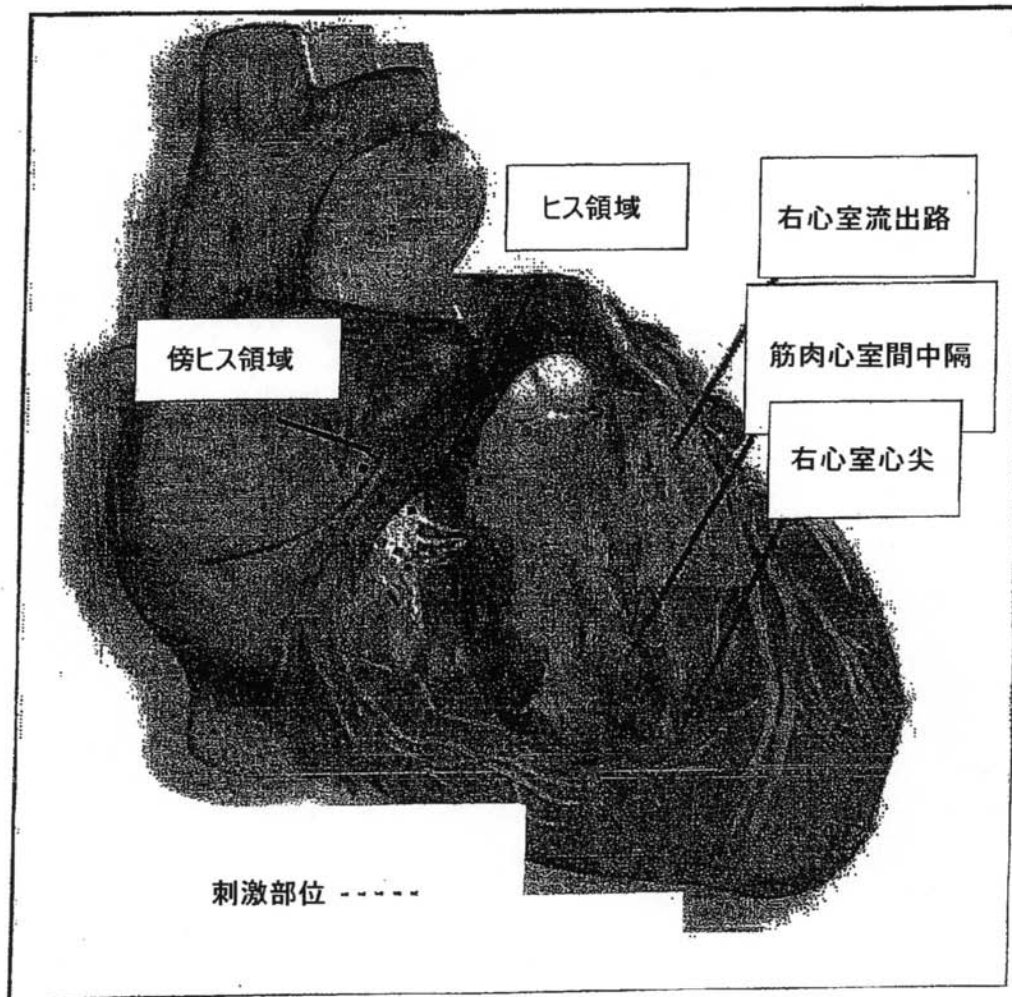 ヒス領域
右心室流出路
傍ヒス領域
筋肉心室間中隔
右心室心尖
刺激部位 -----